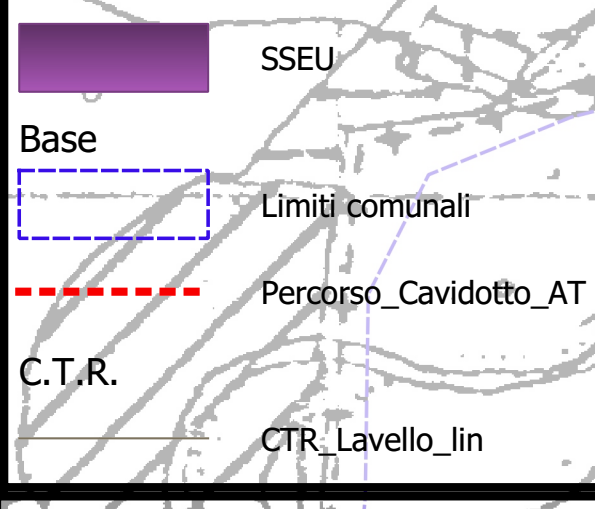 SSEU
Base
Limiti comunali
Percorso_Cavidotto_AT
C.T.R.
CTR_Lavello_lin